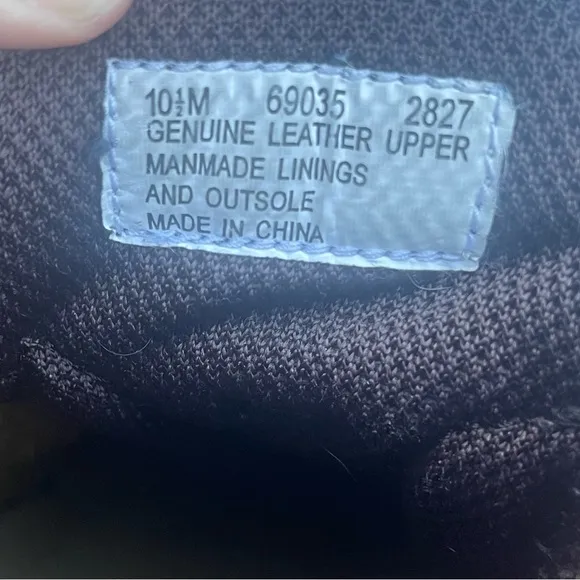 10½M 69035 2827
GENUINE LEATHER UPPER
MANMADE LININGS
AND OUTSOLE
MADE IN CHINA